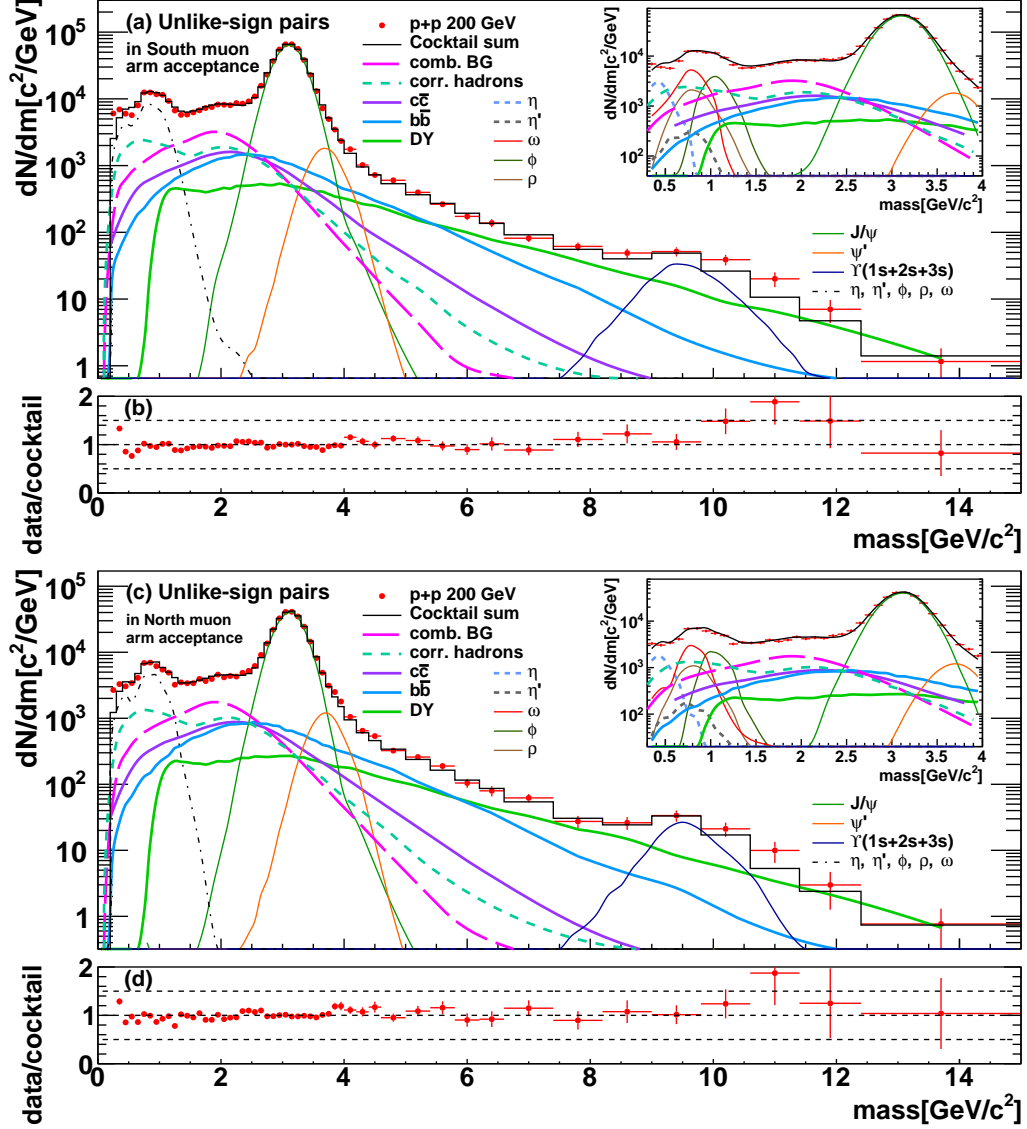 (a) Unlike-sign pairs
in South muon
arm acceptance
p+p 200 GeV
Cocktail sum
comb. BG
corr. hadrons
cc̅
bb̅
DY
η
η'
ω
ϕ
ρ
J/ψ
ψ'
ϒ(1s+2s+3s)
η, η', ϕ, ρ, ω
dN/dm[c²/GeV]
10⁵
10⁴
10³
10²
10
1
dN/dm[c²/GeV]
10⁴
10³
10²
0.5 1 1.5 2 2.5 3 3.5 4
mass[GeV/c²]
(b)
data/cocktail
2
1
0
0 2 4 6 8 10 12 14
mass[GeV/c²]
(c) Unlike-sign pairs
in North muon
arm acceptance
p+p 200 GeV
Cocktail sum
comb. BG
corr. hadrons
cc̅
bb̅
DY
η
η'
ω
ϕ
ρ
J/ψ
ψ'
ϒ(1s+2s+3s)
η, η', ϕ, ρ, ω
dN/dm[c²/GeV]
10⁵
10⁴
10³
10²
10
1
dN/dm[c²/GeV]
10⁴
10³
10²
0.5 1 1.5 2 2.5 3 3.5 4
mass[GeV/c²]
(d)
data/cocktail
2
1
0
0 2 4 6 8 10 12 14
mass[GeV/c²]